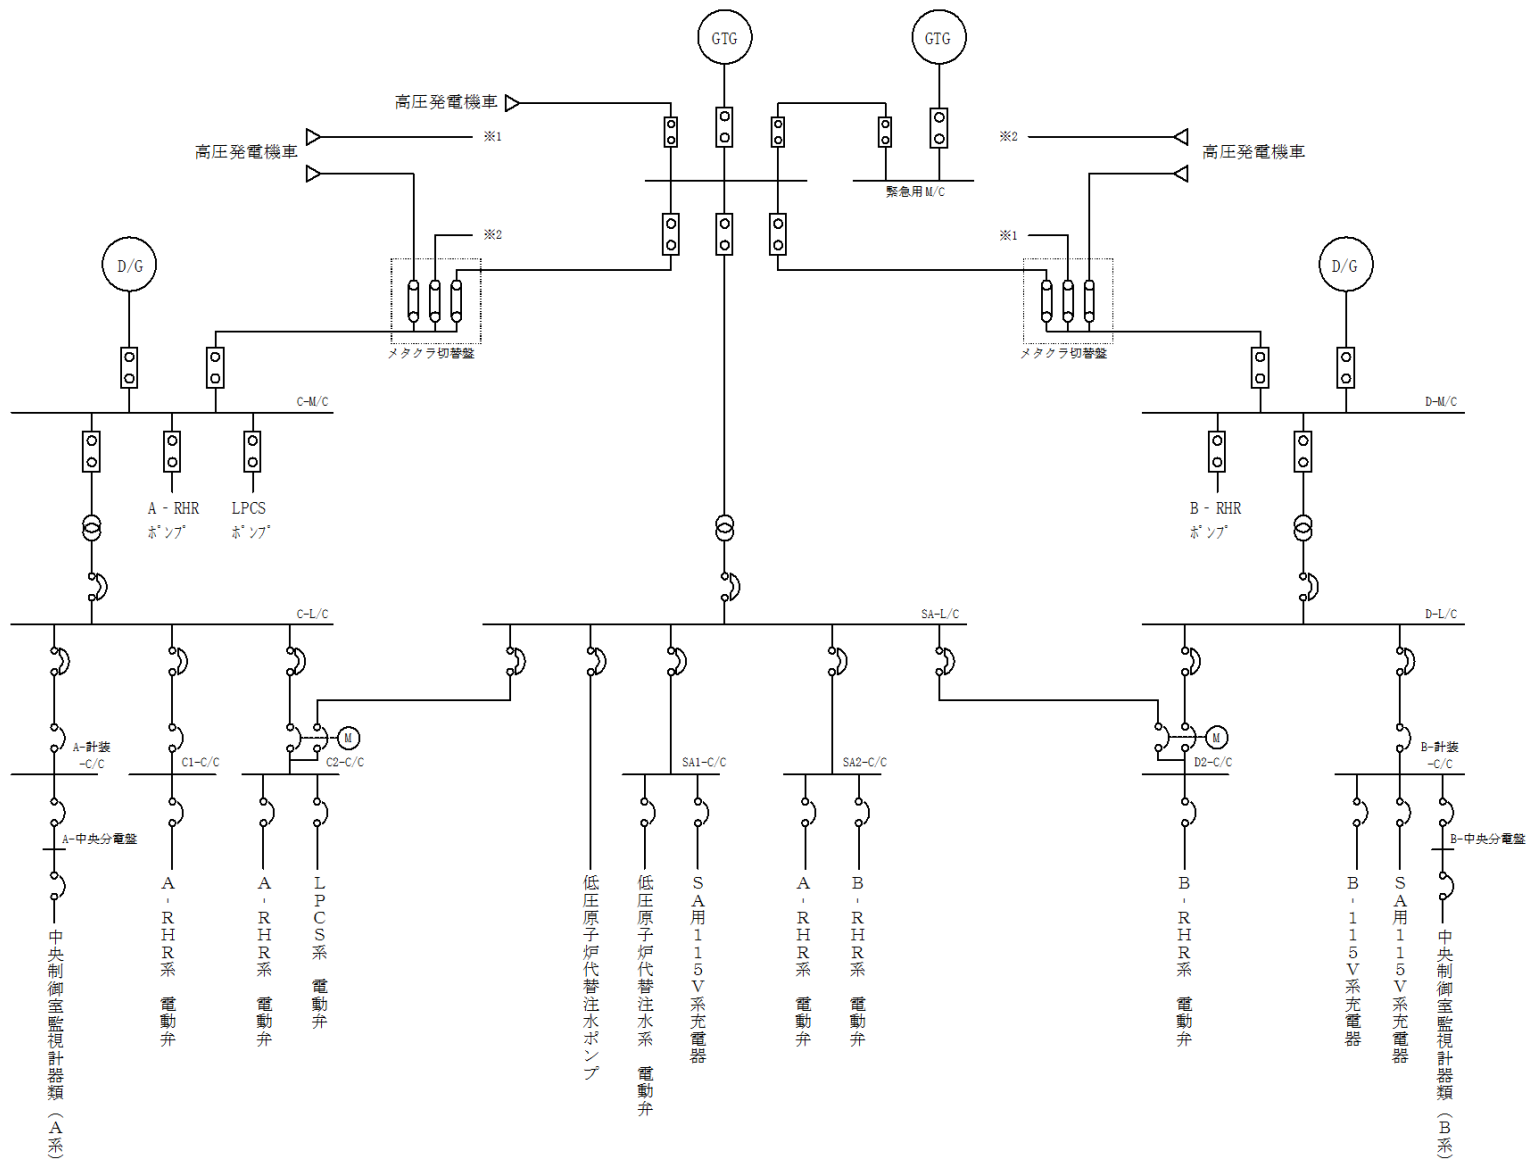 GTG
GTG
高圧発電機車
※1
※2
高圧発電機車
高圧発電機車
緊急用M/C
※2
※1
D/G
D/G
メタクラ切替盤
メタクラ切替盤
C-M/C
D-M/C
A - RHR
ポンプ
LPCS
ポンプ
B - RHR
ポンプ
C-L/C
SA-L/C
D-L/C
M
M
A-計装
-C/C
C1-C/C
C2-C/C
SA1-C/C
SA2-C/C
D2-C/C
B-計装
-C/C
A-中央分電盤
B-中央分電盤
中央制御室監視計器類(A系)
A-RHR系 電動弁
A-RHR系 電動弁
LPCS系 電動弁
低圧原子炉代替注水ポンプ
低圧原子炉代替注水系 電動弁
SA用115V系充電器
A-RHR系 電動弁
B-RHR系 電動弁
B-RHR系 電動弁
B-115V系充電器
SA用115V系充電器
中央制御室監視計器類(B系)